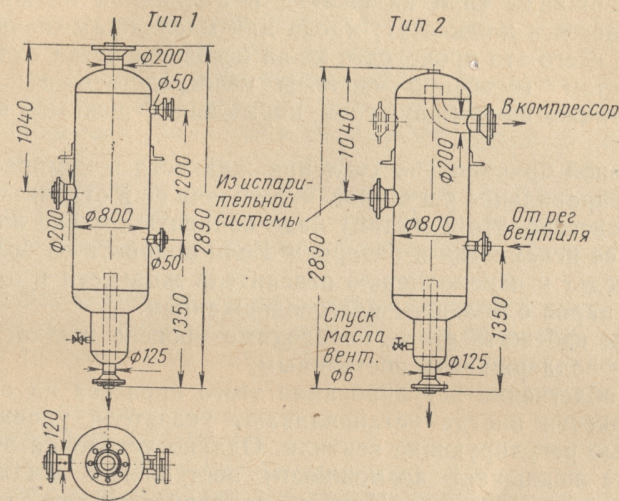 Тип 1
Тип 2
ф200
ф50
1040
ф200
ф800
1200
2890
ф50
1350
ф125
120
1040
В компрессор
ф200
Из испари-
тельной
системы
ф800
От рег
вентиля
2890
Спуск
масла
вент.
ф6
ф125
1350